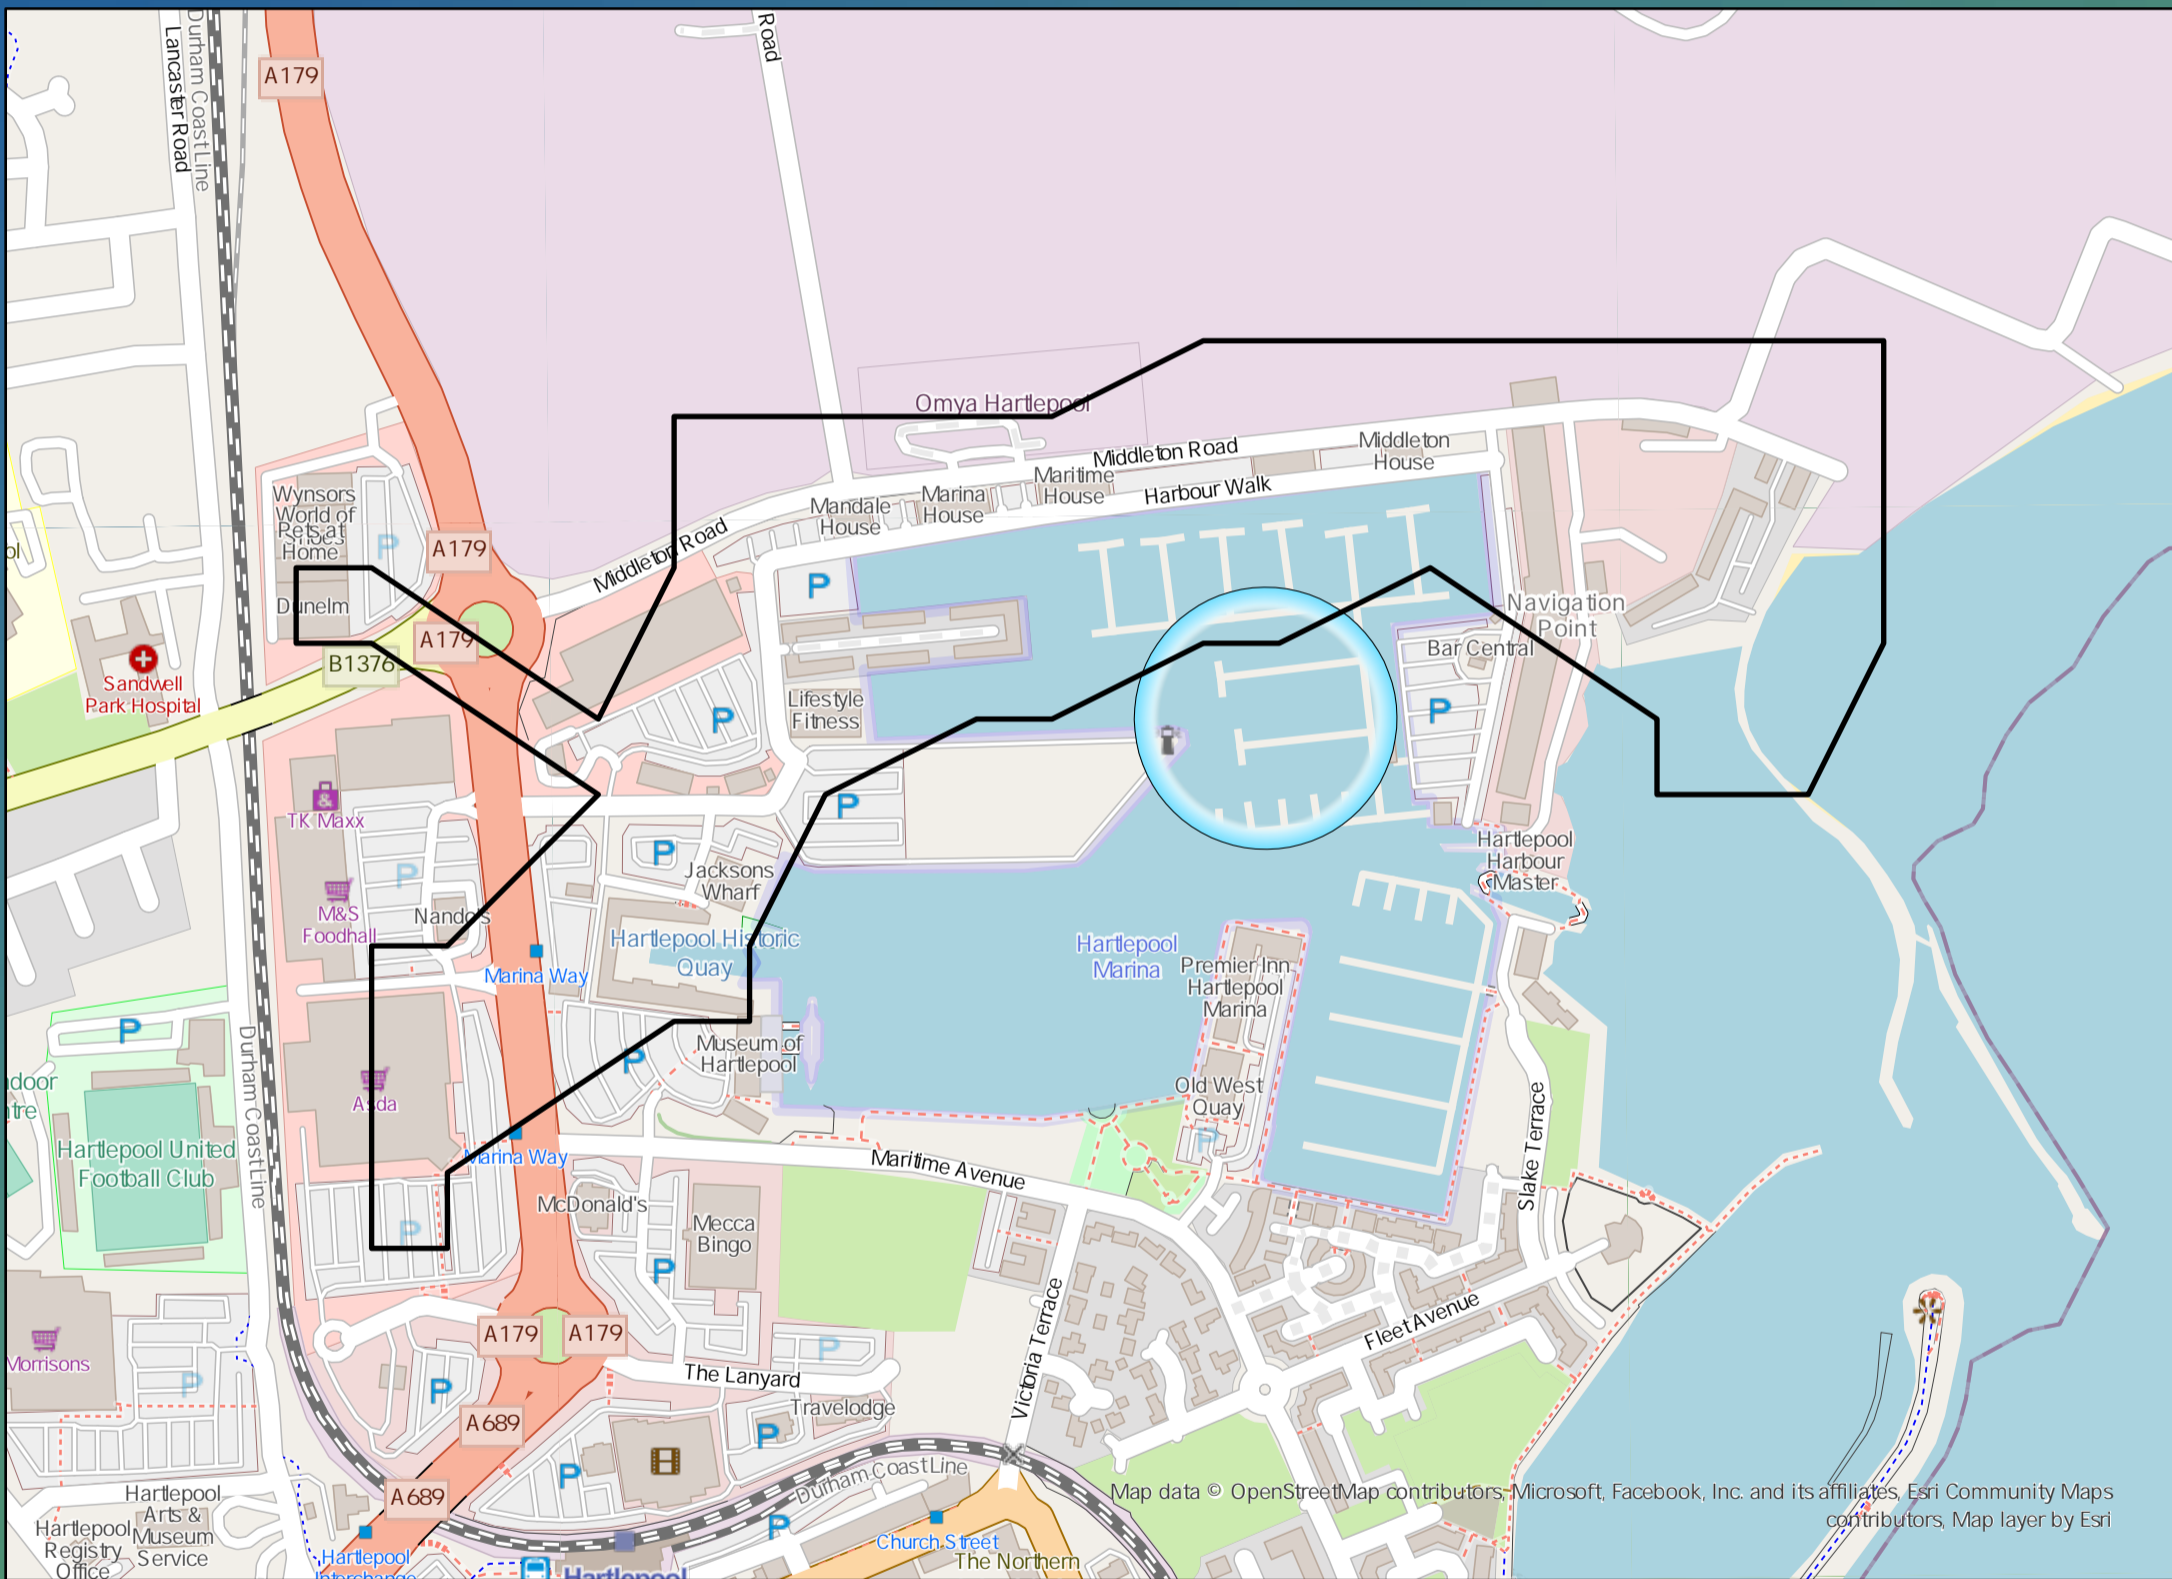 Road
Lancaster Road
Durham Coast Line
A179
Omya Hartlepool
Middleton Road
Middleton
House
Maritime
House
Harbour Walk
Mandale
House
Marina
House
Wynsors
World of
Shoes
Pets at
Home
A179
Middleton Road
P
P
Dunelm
A179
B1376
Navigation
Point
Bar Central
Sandwell
Park Hospital
Lifestyle
Fitness
P
P
TK Maxx
P
P
P
Hartlepool
Harbour
Master
Jacksons
Wharf
M&S
Foodhall
Nando's
Hartlepool Historic
Quay
Marina Way
Hartlepool
Marina
Premier Inn
Hartlepool
Marina
P
Museum of
Hartlepool
P
Asda
Old West
Quay
P
Durham Coast Line
Hartlepool United
Football Club
Marina Way
Maritime Avenue
Slake Terrace
McDonald's
Mecca
Bingo
P
P
Victoria Terrace
Fleet Avenue
A179
A179
P
Morrisons
P
P
The Lanyard
Travelodge
A689
P
P
Durham Coast Line
A689
Hartlepool
Arts &
Museum
Service
Hartlepool
Registry
Office
P
Church Street
The Northern
Hartlepool
Interchange
Hartlepool
Map data © OpenStreetMap contributors, Microsoft, Facebook, Inc. and its affiliates, Esri Community Maps
contributors, Map layer by Esri